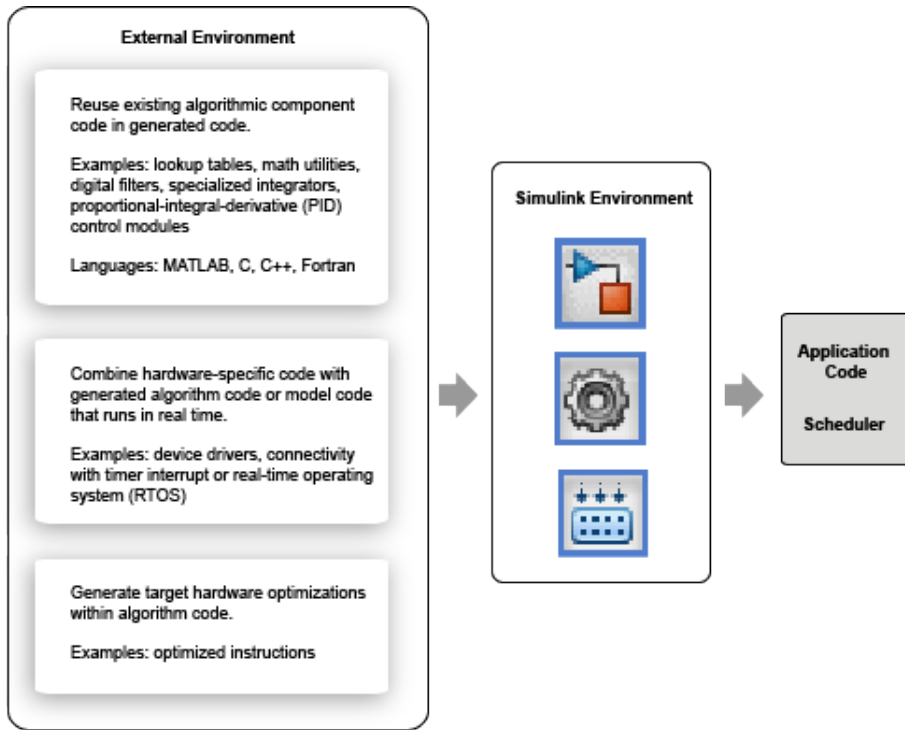 External Environment
Reuse existing algorithmic component
code in generated code.
Examples: lookup tables, math utilities,
digital filters, specialized integrators,
proportional-integral-derivative (PID)
control modules
Languages: MATLAB, C, C++, Fortran
Combine hardware-specific code with
generated algorithm code or model code
that runs in real time.
Examples: device drivers, connectivity
with timer interrupt or real-time operating
system (RTOS)
Generate target hardware optimizations
within algorithm code.
Examples: optimized instructions
Simulink Environment
Application
Code
Scheduler